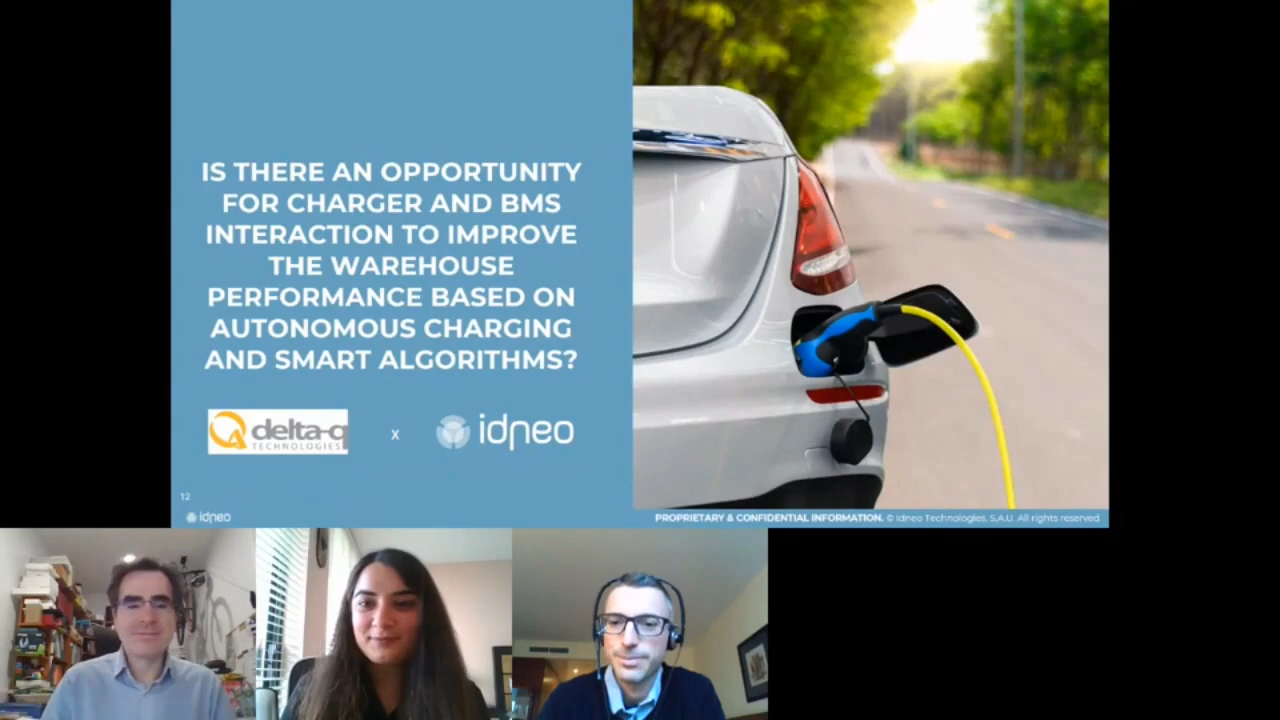 IS THERE AN OPPORTUNITY
FOR CHARGER AND BMS
INTERACTION TO IMPROVE
THE WAREHOUSE
PERFORMANCE BASED ON
AUTONOMOUS CHARGING
AND SMART ALGORITHMS?
delta-q
TECHNOLOGIES
x
idneo
12
idneo
PROPRIETARY & CONFIDENTIAL INFORMATION. © Idneo Technologies, S.A.U. All rights reserved